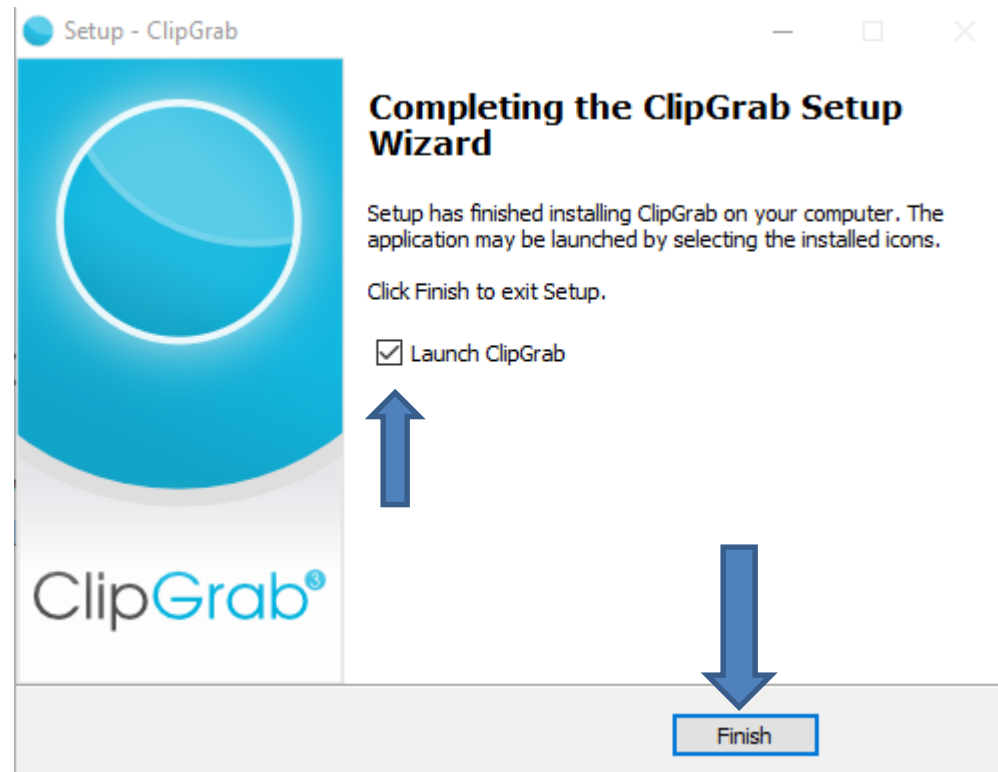 Setup - ClipGrab
Completing the ClipGrab Setup
Wizard
Setup has finished installing ClipGrab on your computer. The
application may be launched by selecting the installed icons.
Click Finish to exit Setup.
Launch ClipGrab
ClipGrab3
Finish